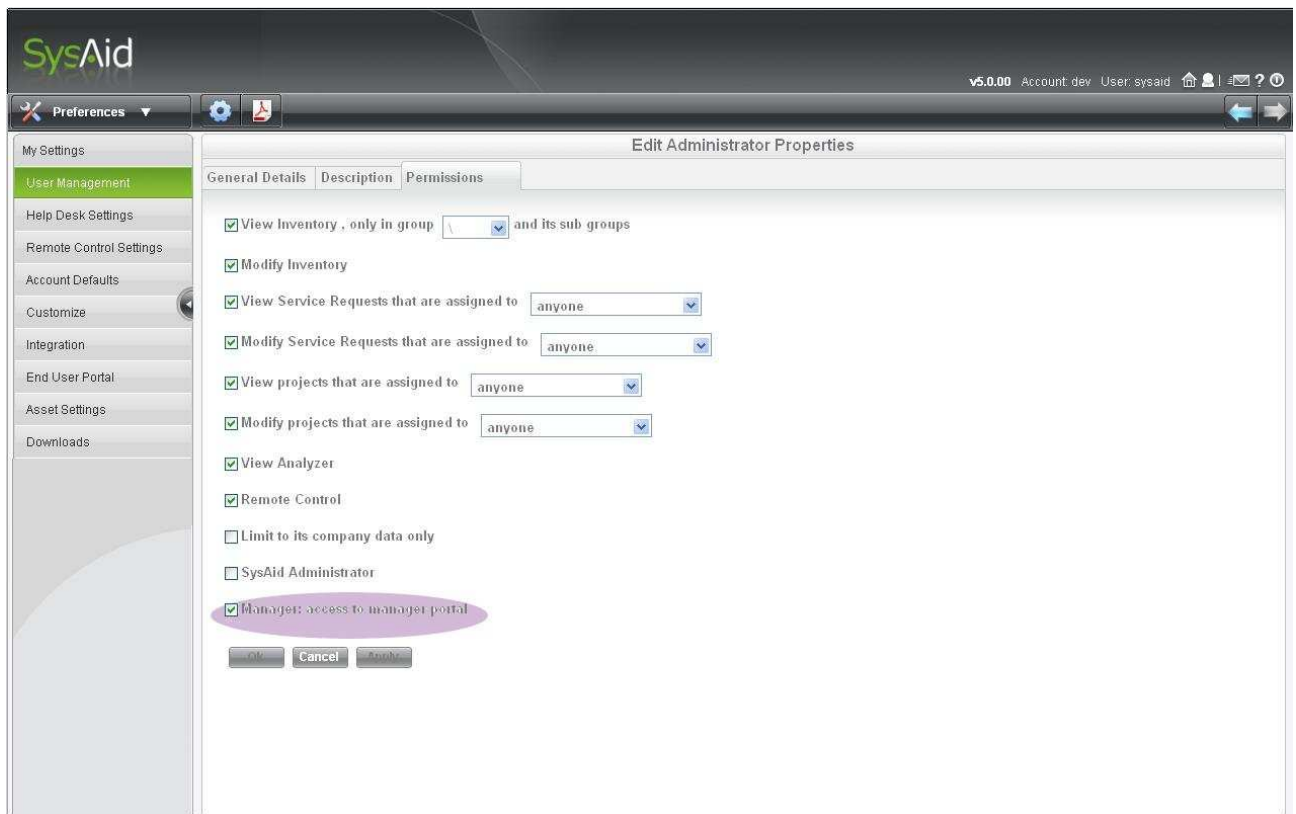 SysAid
v5.0.00 Account: dev User: sysaid
Preferences
Edit Administrator Properties
My Settings
User Management
Help Desk Settings
Remote Control Settings
Account Defaults
Customize
Integration
End User Portal
Asset Settings
Downloads
General Details Description Permissions
View Inventory , only in group \ and its sub groups
Modify Inventory
View Service Requests that are assigned to anyone
Modify Service Requests that are assigned to anyone
View projects that are assigned to anyone
Modify projects that are assigned to anyone
View Analyzer
Remote Control
Limit to its company data only
SysAid Administrator
Manager: access to manager portal
Ok Cancel Apply